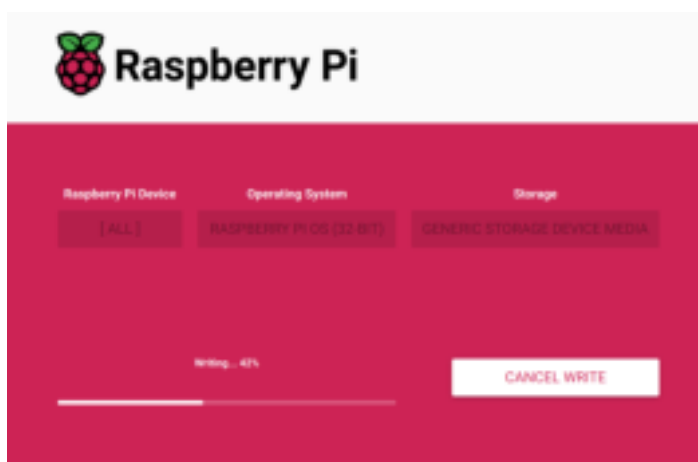 Raspberry Pi
Raspberry Pi Device
Operating System
Storage
[ ALL ]
RASPBERRY PI OS (32-BIT)
GENERIC STORAGE DEVICE MEDIA
Writing... 42%
CANCEL WRITE